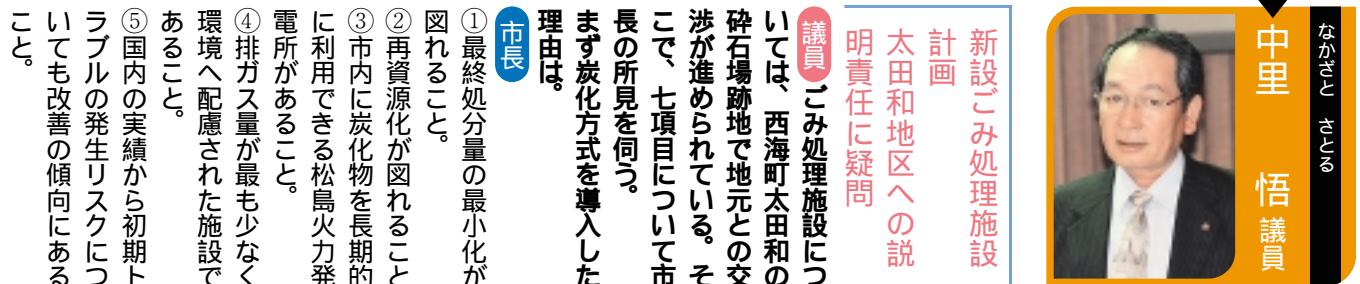 なかざと さとる
中里 悟 議員
新設ごみ処理施設
計画
太田和地区への説
明責任に疑問
議員 ごみ処理施設につ
いては、西海町太田和の
砕石場跡地で地元との交
渉が進められている。そ
こで、七項目について市
長の所見を伺う。
まず炭化方式を導入した
理由は。
市長
①最終処分量の最小化が
図れること。
②再資源化が図れること
③市内に炭化物を長期的
に利用できる松島火力発
電所があること。
④排ガス量が最も少なく
環境へ配慮された施設で
あること。
⑤国内の実績から初期ト
ラブルの発生リスクにつ
いても改善の傾向にある
こと。